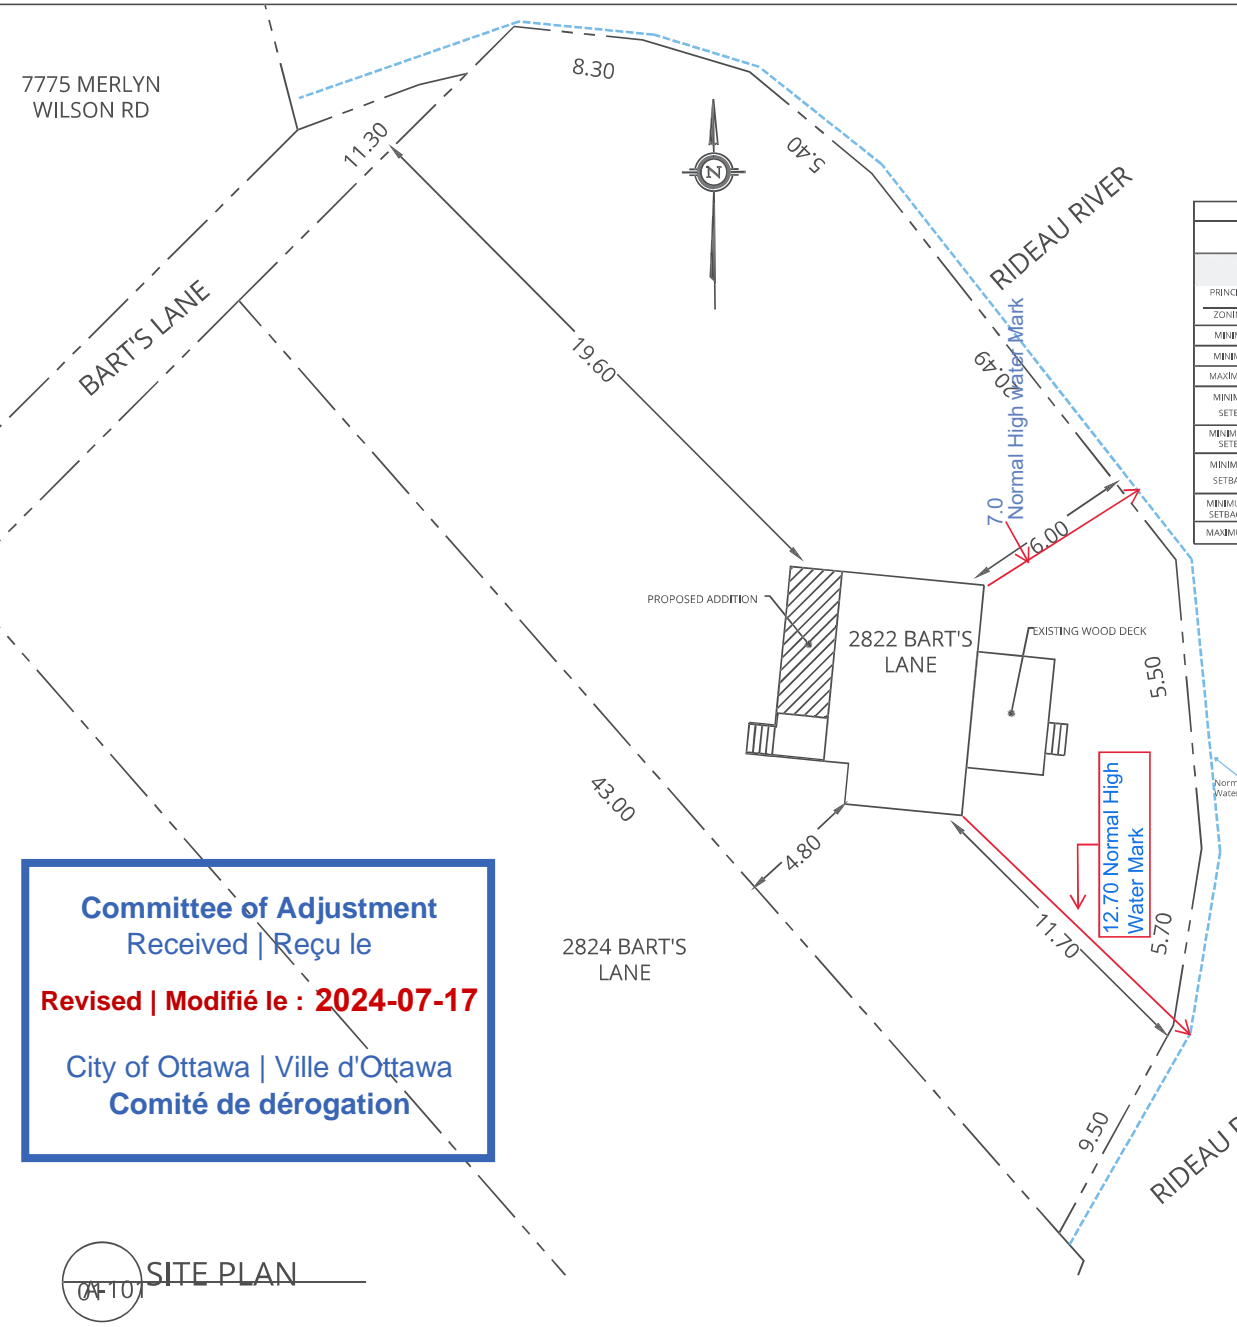 7775 MERLYN
WILSON RD
8.30
11.30
5.40
N
RIDEAU RIVER
BART'S LANE
19.60
20.49
7.0
Normal High water Mark
6.00
PROPOSED ADDITION
2822 BART'S
LANE
EXISTING WOOD DECK
5.50
43.00
4.80
12.70 Normal High
Water Mark
11.70
5.70
2824 BART'S
LANE
9.50
RIDEAU
Committee of Adjustment
Received | Reçu le
Revised | Modifié le : 2024-07-17
City of Ottawa | Ville d'Ottawa
Comité de dérogation
SITE PLAN
01
A-101